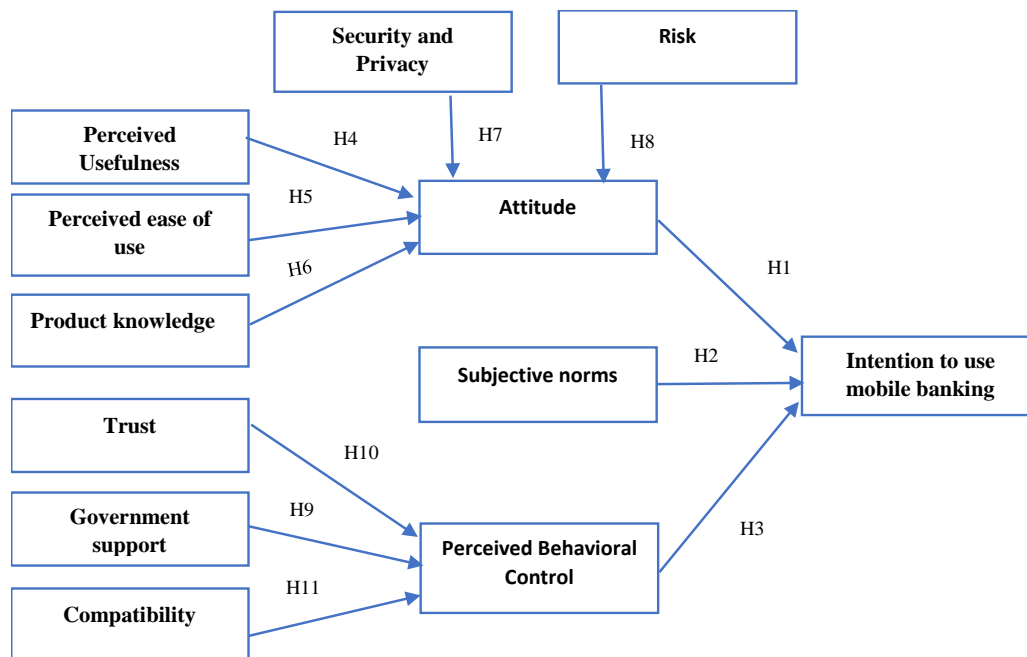 Security and
Privacy
Risk
Perceived
Usefulness
H4
H7
H8
Perceived ease of
use
H5
Attitude
Product knowledge
H6
H1
Subjective norms
H2
Intention to use
mobile banking
Trust
H10
Government
support
H9
Perceived Behavioral
Control
H3
Compatibility
H11